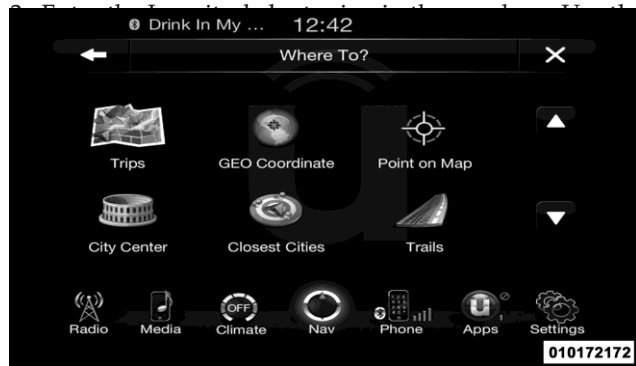 Drink In My ... 12:42
Where To?
Trips GEO Coordinate Point on Map
City Center Closest Cities Trails
OFF
Radio Media Climate Nav Phone Apps Settings
010172172